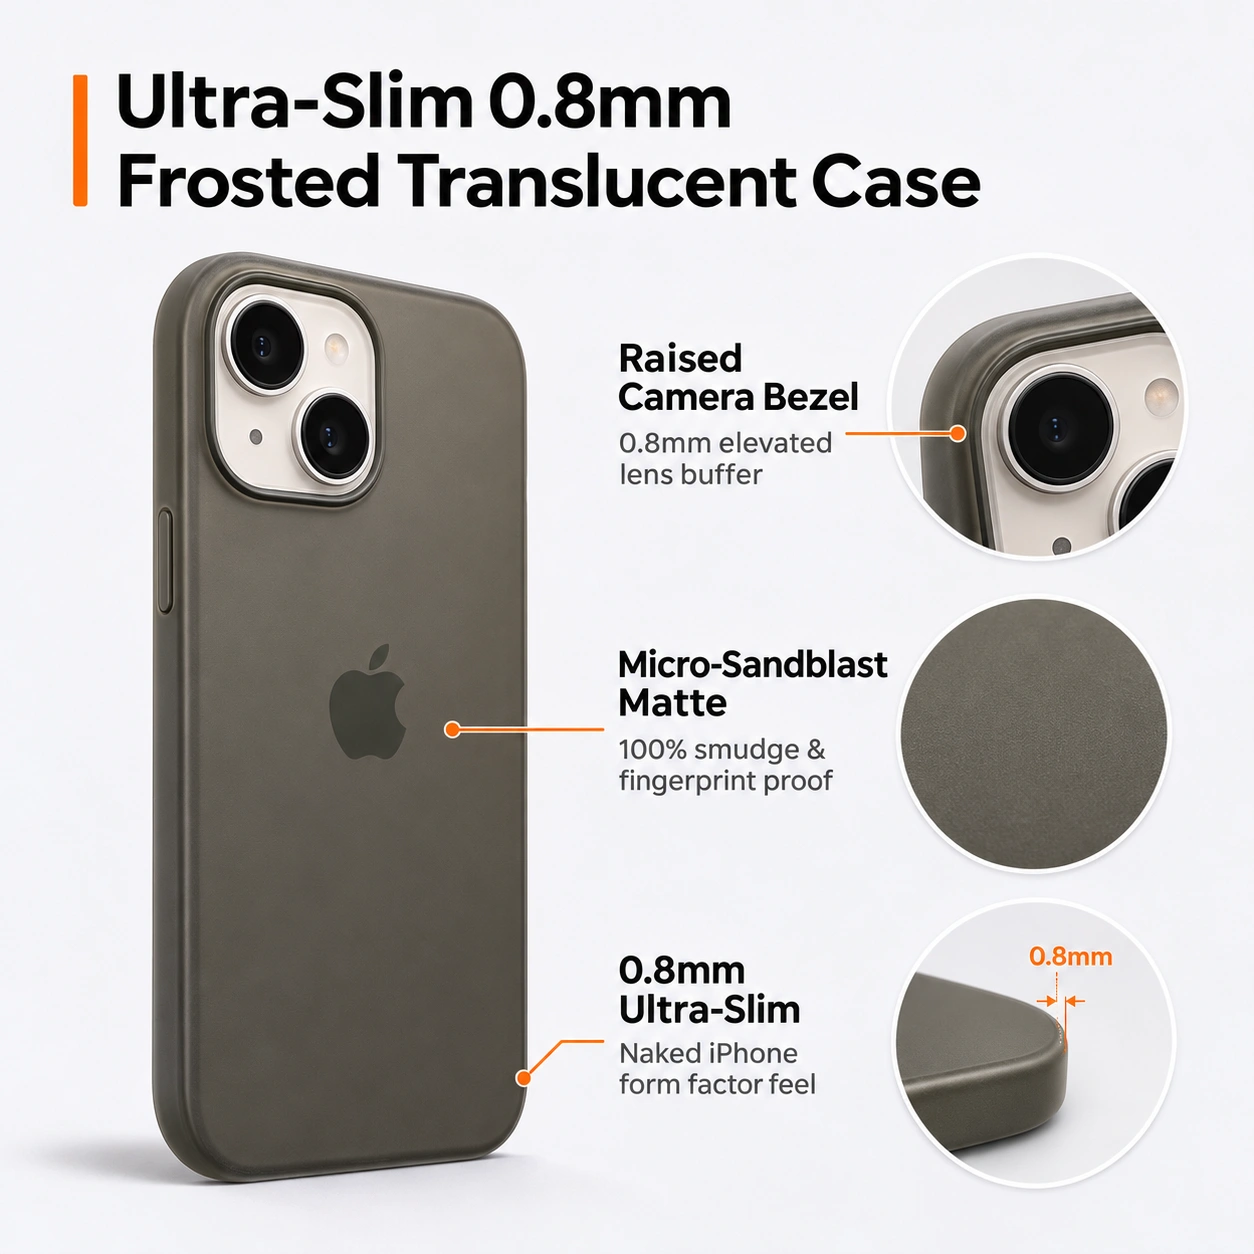 Ultra-Slim 0.8mm
Frosted Translucent Case
Raised
Camera Bezel
0.8mm elevated
lens buffer
Micro-Sandblast
Matte
100% smudge &
fingerprint proof
0.8mm
Ultra-Slim
Naked iPhone
form factor feel
0.8mm